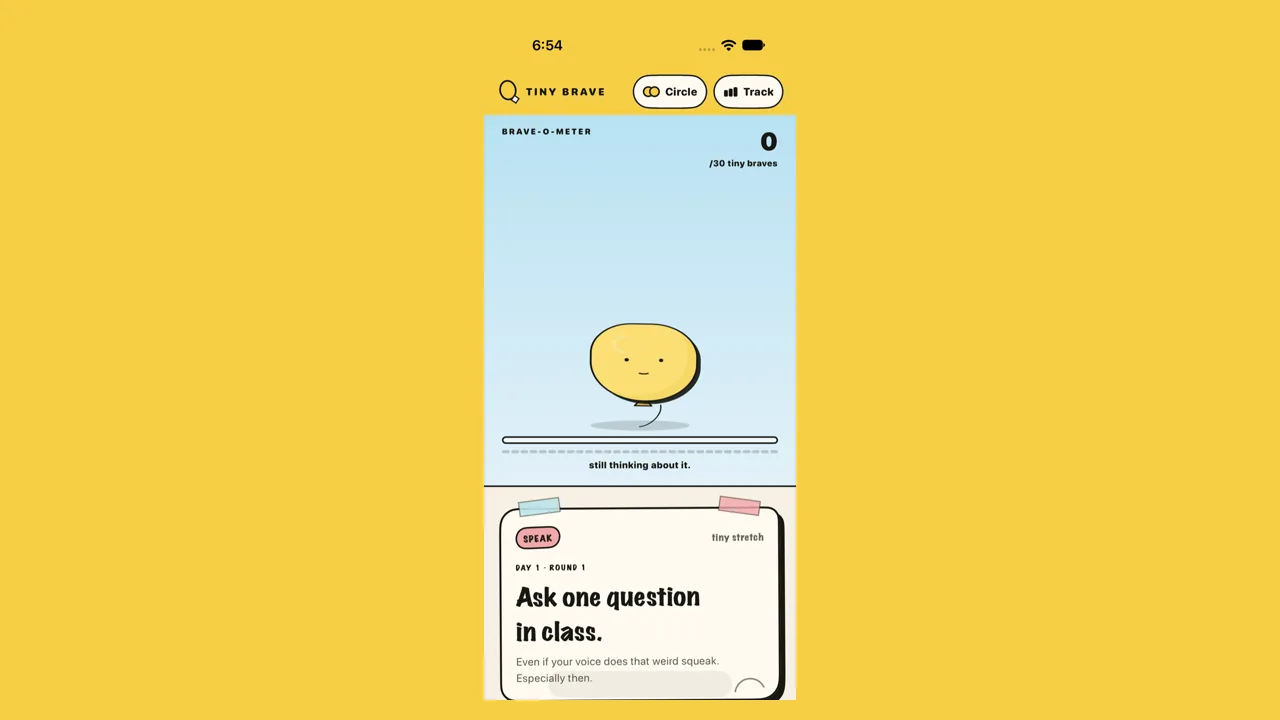 6:54
TINY BRAVE
Circle
Track
BRAVE-O-METER
0
/30 tiny braves
still thinking about it.
SPEAK
tiny stretch
DAY 1 · ROUND 1
Ask one question
in class.
Even if your voice does that weird squeak.
Especially then.